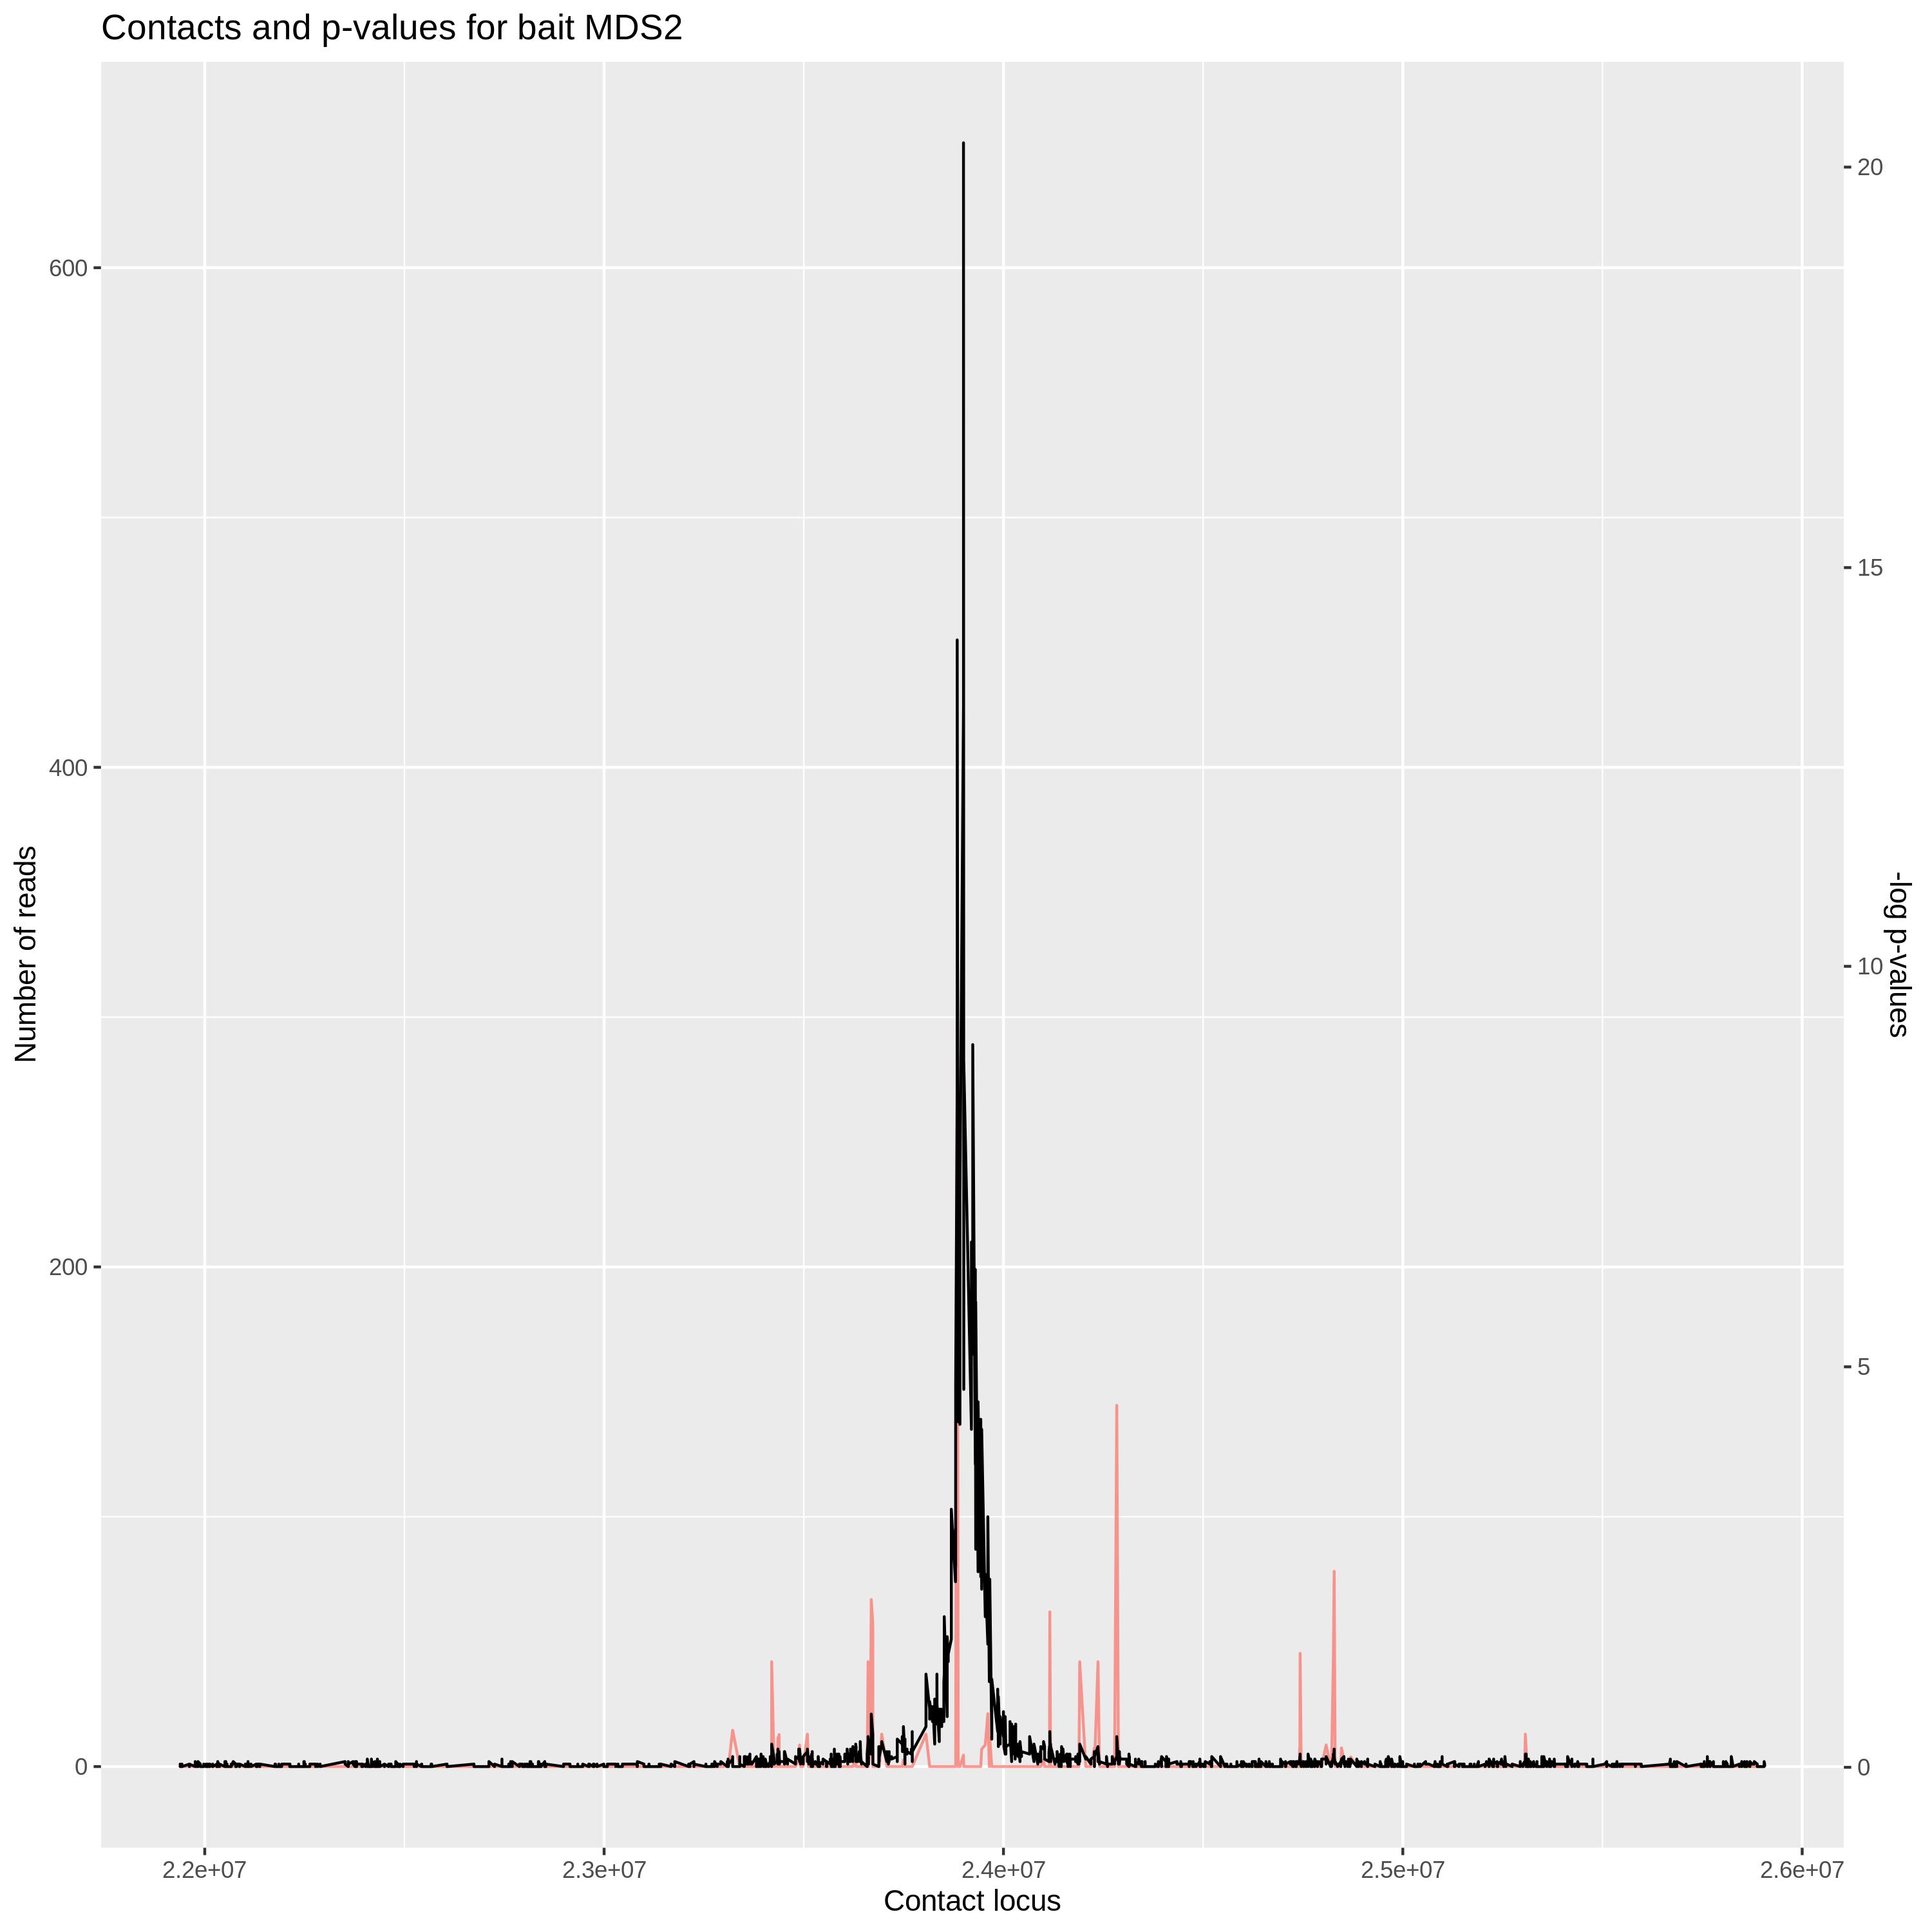 Contacts and p-values for bait MDS2
600
400
200
0
20
15
10
5
0
Number of reads
-log p-values
2.2e+07
2.3e+07
2.4e+07
2.5e+07
2.6e+07
Contact locus